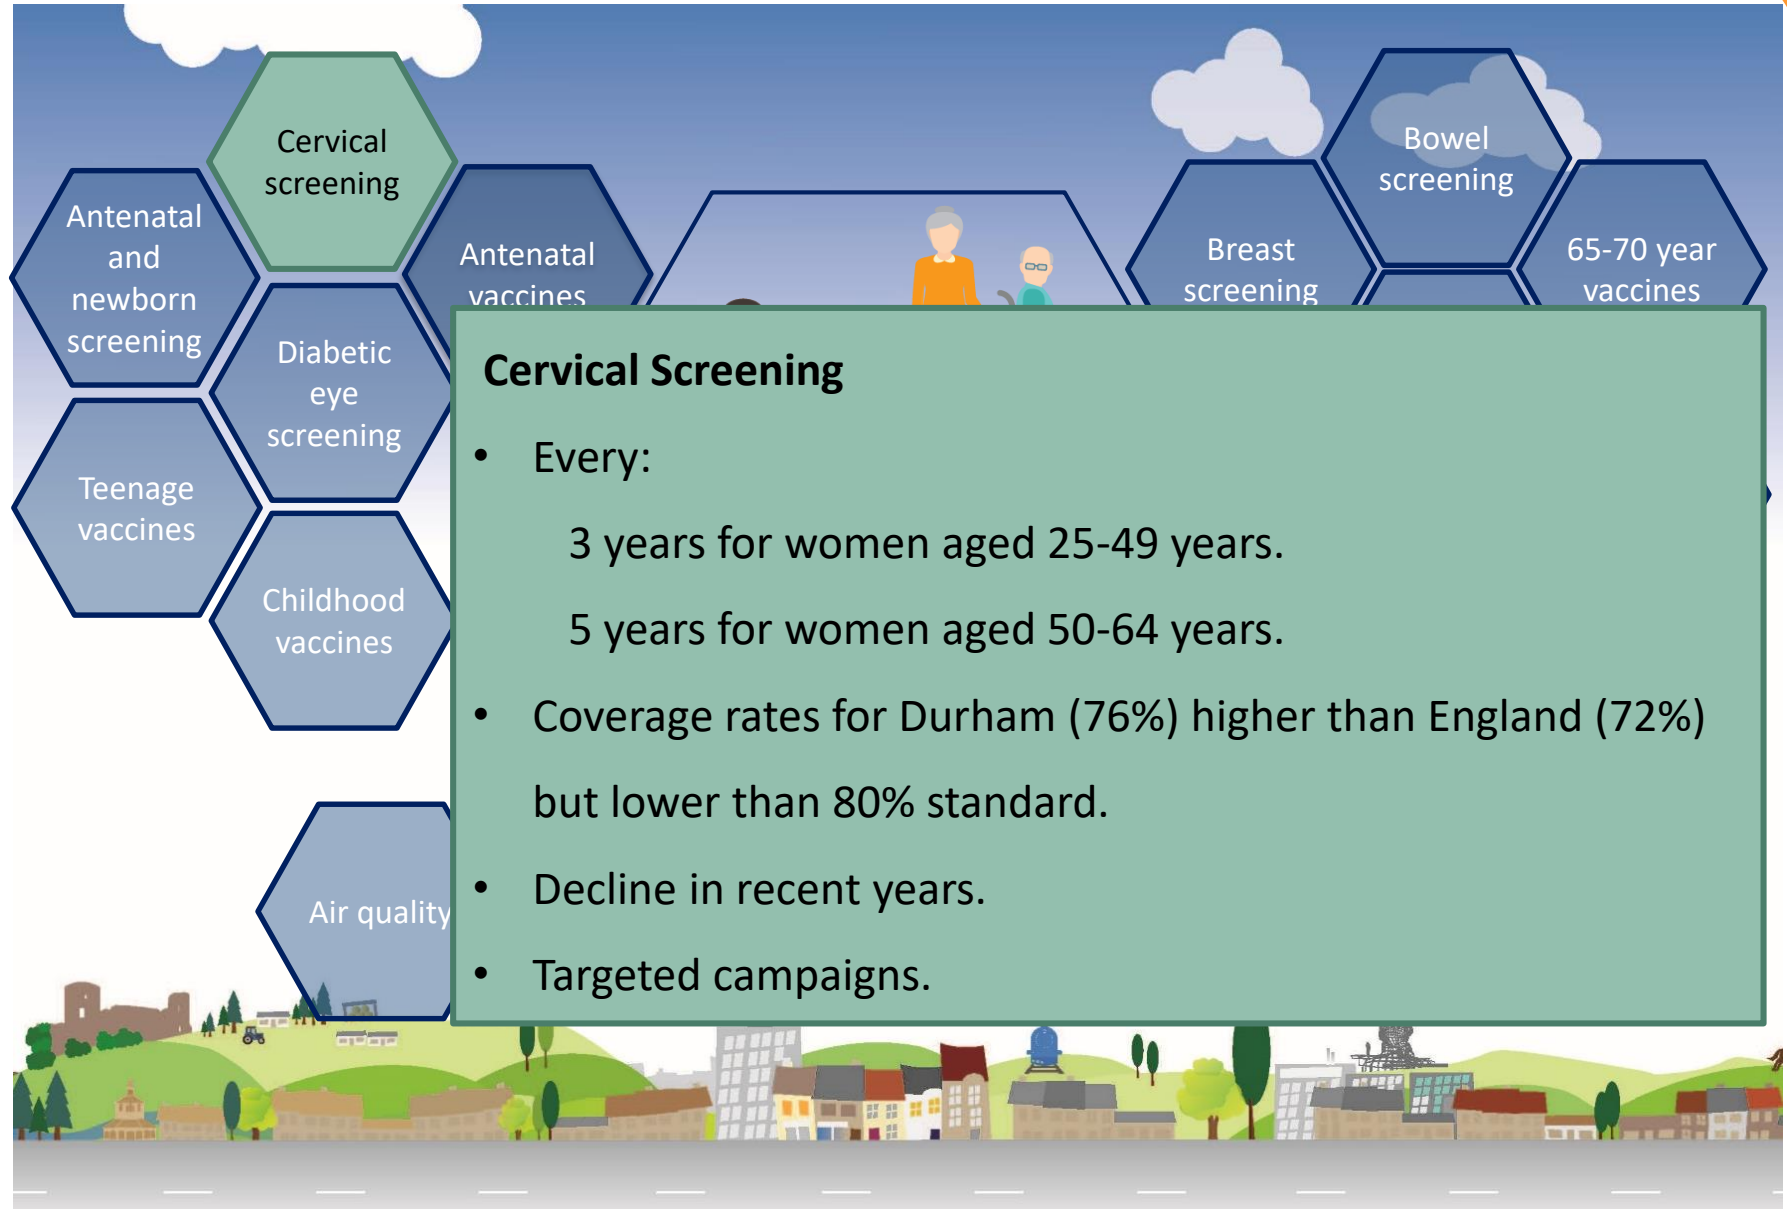 Cervical
screening
Antenatal
and
newborn
screening
Antenatal
vaccines
Diabetic
eye
screening
Teenage
vaccines
Childhood
vaccines
Air quality
Bowel
screening
Breast
screening
65-70 year
vaccines
Cervical Screening
• Every:
3 years for women aged 25-49 years.
5 years for women aged 50-64 years.
• Coverage rates for Durham (76%) higher than England (72%)
but lower than 80% standard.
• Decline in recent years.
• Targeted campaigns.